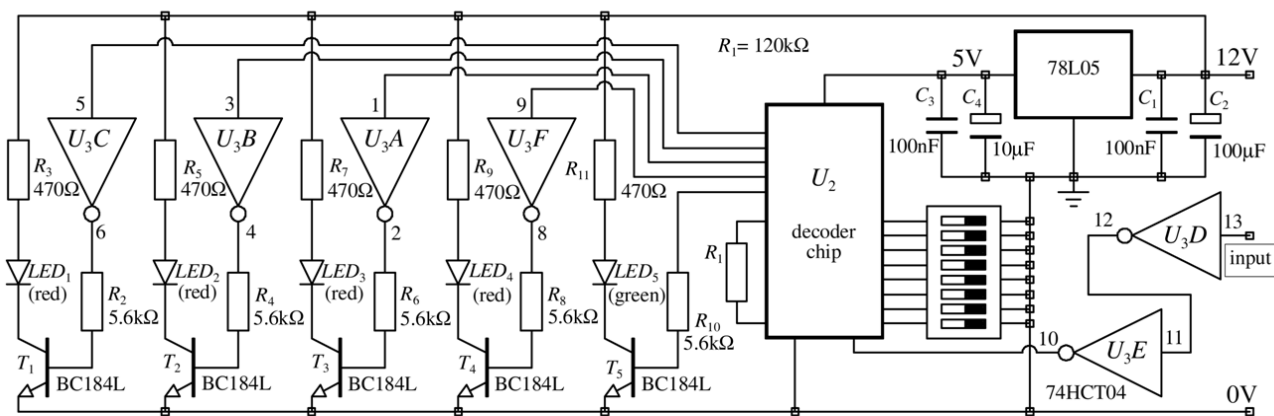 R1= 120kΩ
5V
78L05
12V
C3
C4
C1
C2
100nF
10µF
100nF
100µF
5
3
1
9
U3C
U3B
U3A
U3F
R3
470Ω
R5
470Ω
R7
470Ω
R9
470Ω
R11
470Ω
U2
decoder
chip
6
4
2
8
12
U3D
13
input
R1
LED1
(red)
R2
5.6kΩ
LED2
(red)
R4
5.6kΩ
LED3
(red)
R6
5.6kΩ
LED4
(red)
R8
5.6kΩ
LED5
(green)
R10
5.6kΩ
10
U3E
11
74HCT04
T1
BC184L
T2
BC184L
T3
BC184L
T4
BC184L
T5
BC184L
0V